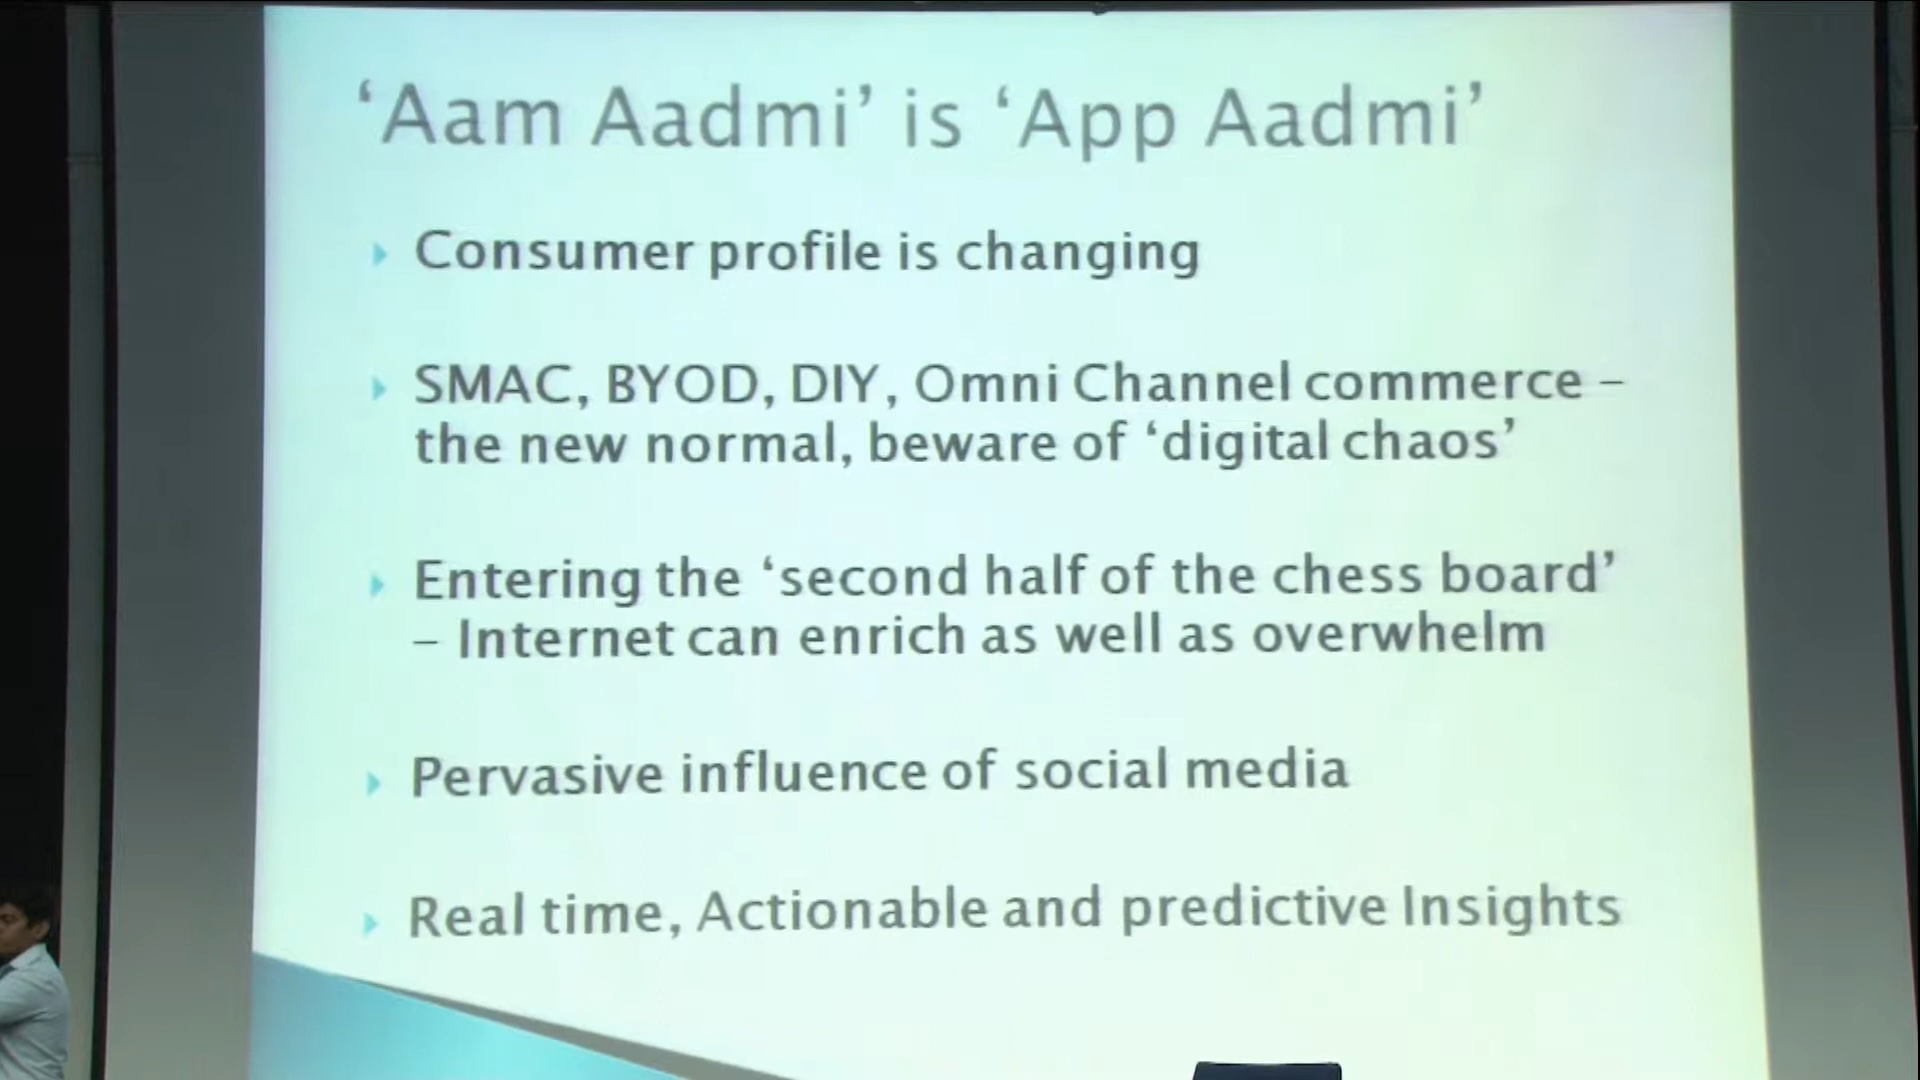 ‘Aam Aadmi’ is ‘App Aadmi’
Consumer profile is changing
SMAC, BYOD, DIY, Omni Channel commerce –
the new normal, beware of ‘digital chaos’
Entering the ‘second half of the chess board’
– Internet can enrich as well as overwhelm
Pervasive influence of social media
Real time, Actionable and predictive Insights